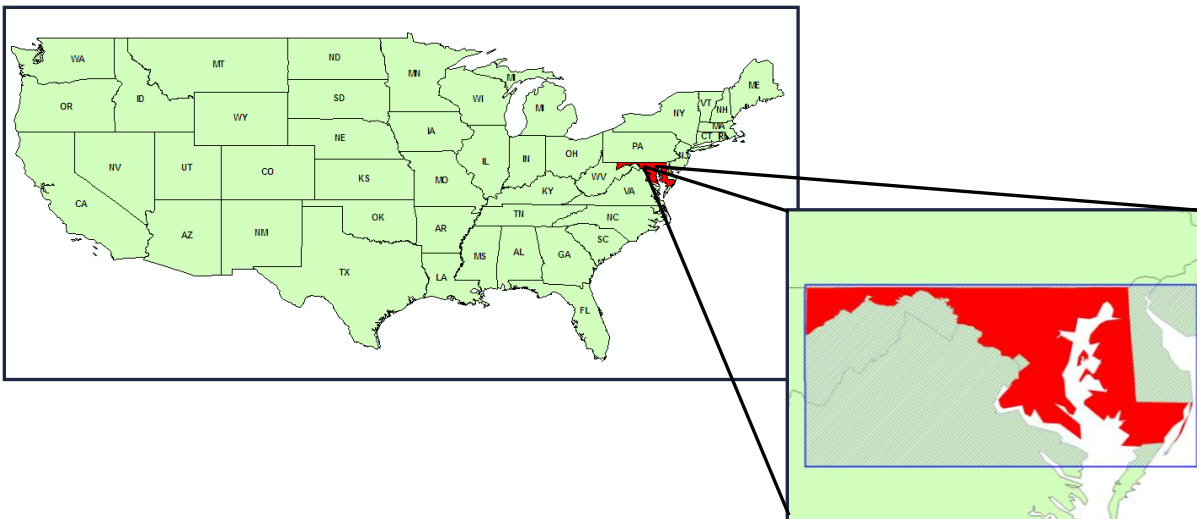 WA
MT
ND
MN
MI
ME
OR
ID
SD
WI
MI
NY
VT
NH
WY
MA
CT
RI
IA
NE
PA
NJ
NV
UT
CO
IL
IN
OH
KS
MO
WV
VA
KY
CA
OK
TN
NC
AZ
NM
AR
SC
MS
AL
GA
TX
LA
FL